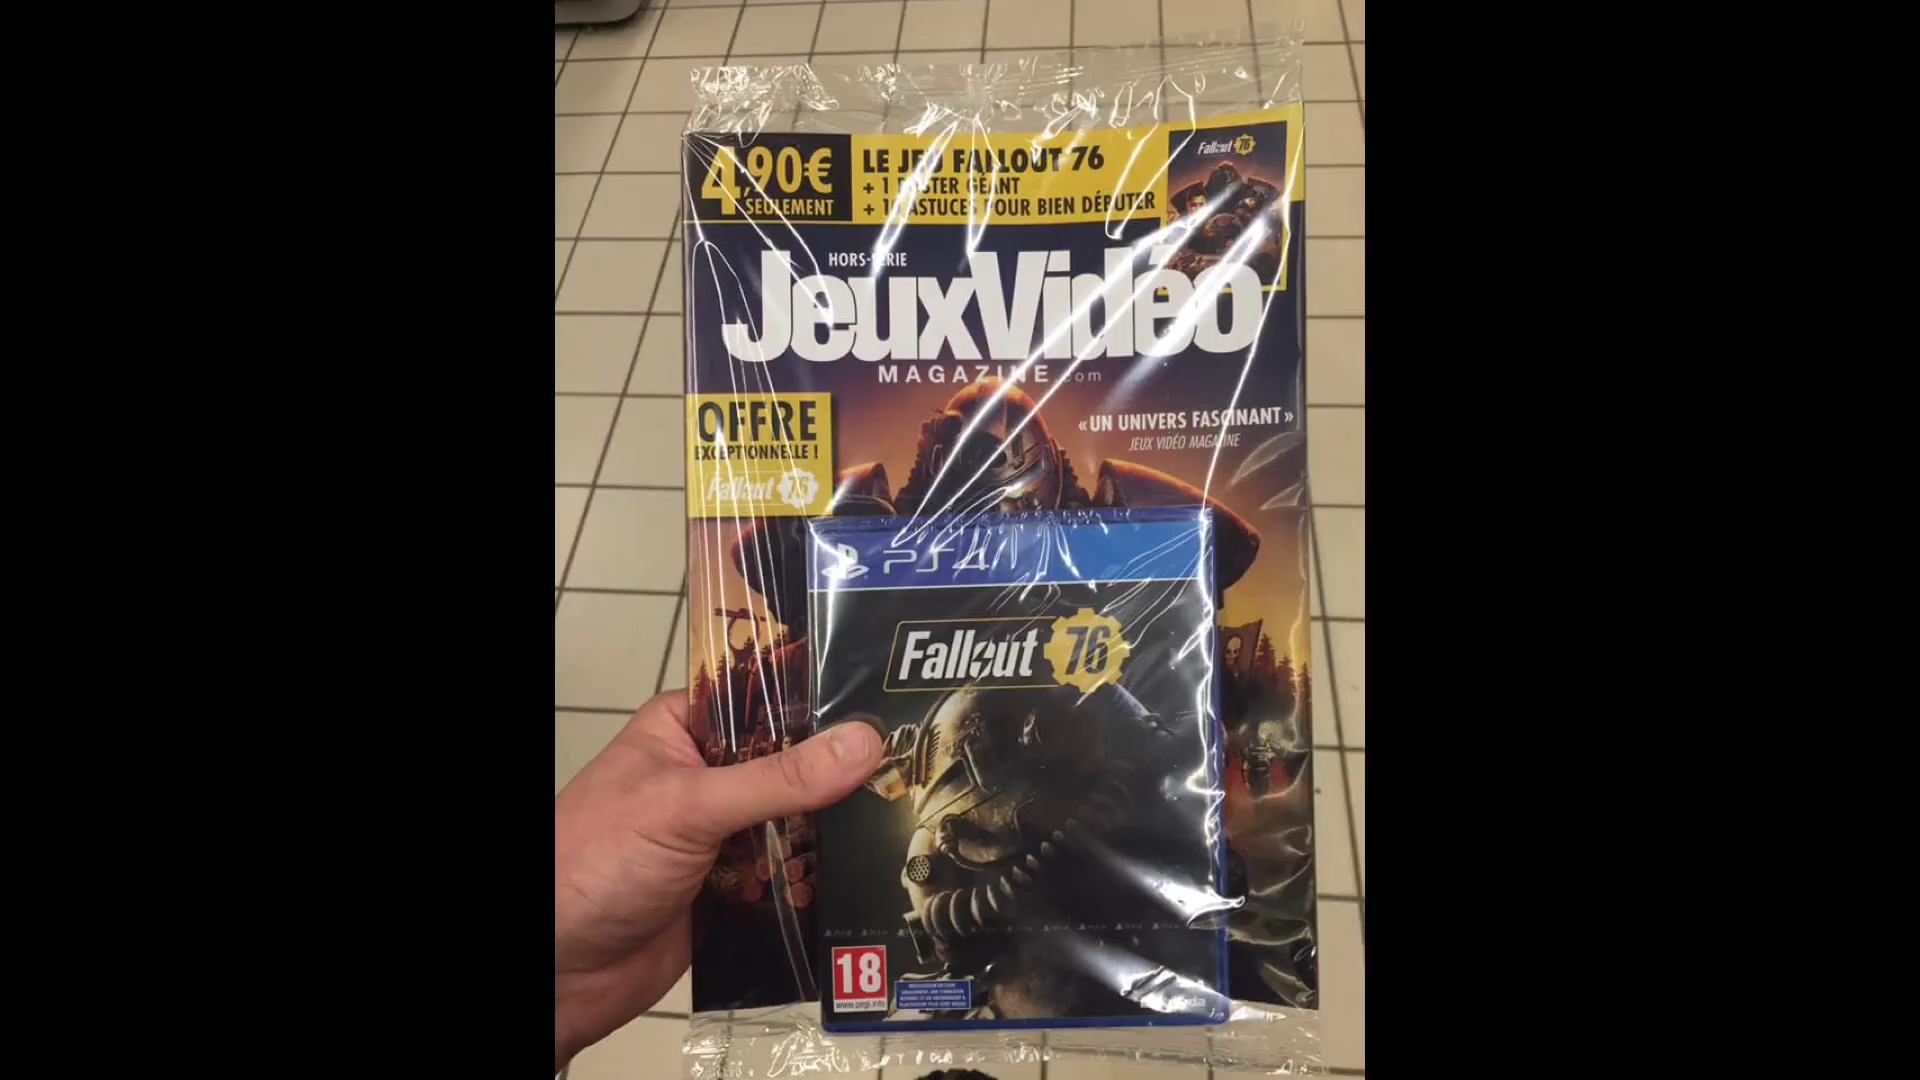 4,90€
SEULEMENT
LE JEU FALLOUT 76
+ 1 POSTER GÉANT
+ 10 ASTUCES POUR BIEN DÉBUTER
Fallout 76
HORS-SÉRIE
JeuxVidéo
MAGAZINE.com
OFFRE
EXCEPTIONNELLE !
Fallout 76
« UN UNIVERS FASCINANT »
JEUX VIDÉO MAGAZINE
PS4
Fallout 76
18
www.pegi.info